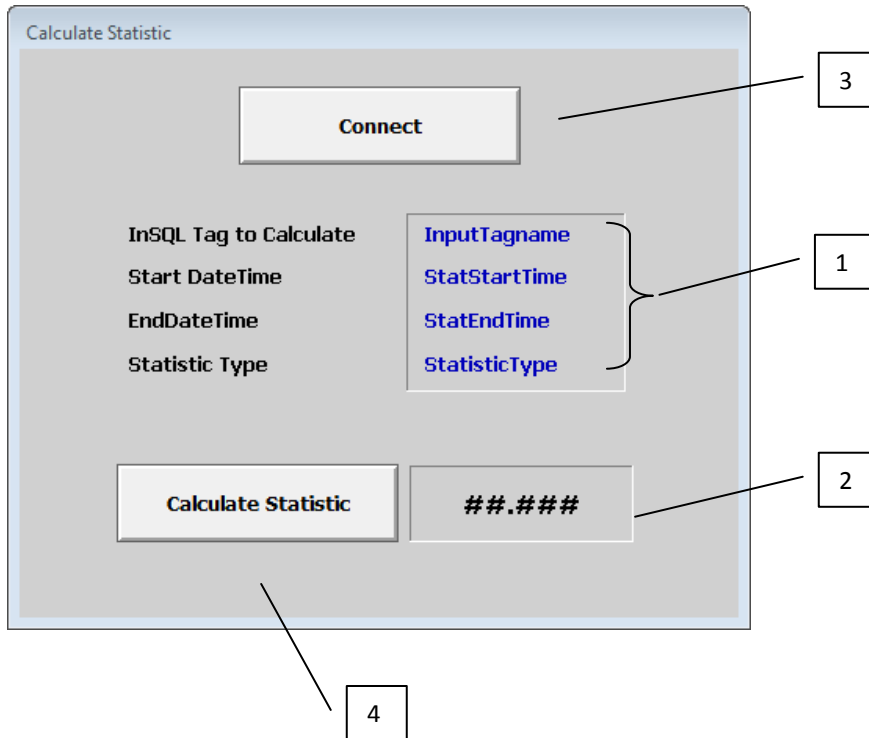 Calculate Statistic
3
Connect
InSQL Tag to Calculate InputTagname
1
Start DateTime StatStartTime
EndDateTime StatEndTime
Statistic Type StatisticType
2
Calculate Statistic ##.###
4